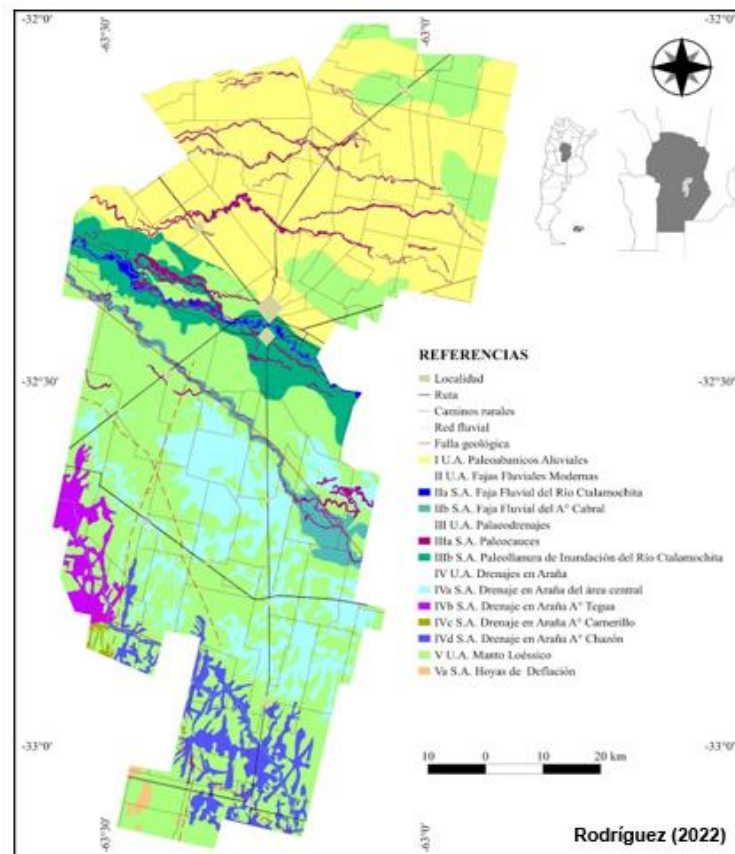 -32°0'
-63°30'
-63°0'
-32°0'
-32°30'
-32°30'
REFERENCIAS
Localidad
Ruta
Caminos rurales
Red fluvial
Falla geológica
I U.A. Paleoabanicos Aluviales
II U.A. Fajas Fluviales Modernas
IIa S.A. Faja Fluvial del Río Ctalamochita
IIb S.A. Faja Fluvial del A° Cabral
III U.A. Palaeodrenajes
IIIa S.A. Paleocauces
IIIb S.A. Paleollanura de Inundación del Río Ctalamochita
IV U.A. Drenajes en Araña
IVa S.A. Drenaje en Araña del área central
IVb S.A. Drenaje en Araña A° Tegua
IVc S.A. Drenaje en Araña A° Carnerillo
IVd S.A. Drenaje en Araña A° Chazón
V U.A. Manto Loéssico
Va S.A. Hoyas de Deflación
-33°0'
-33°0'
10 0 10 20 km
-63°30'
-63°0'
Rodríguez (2022)